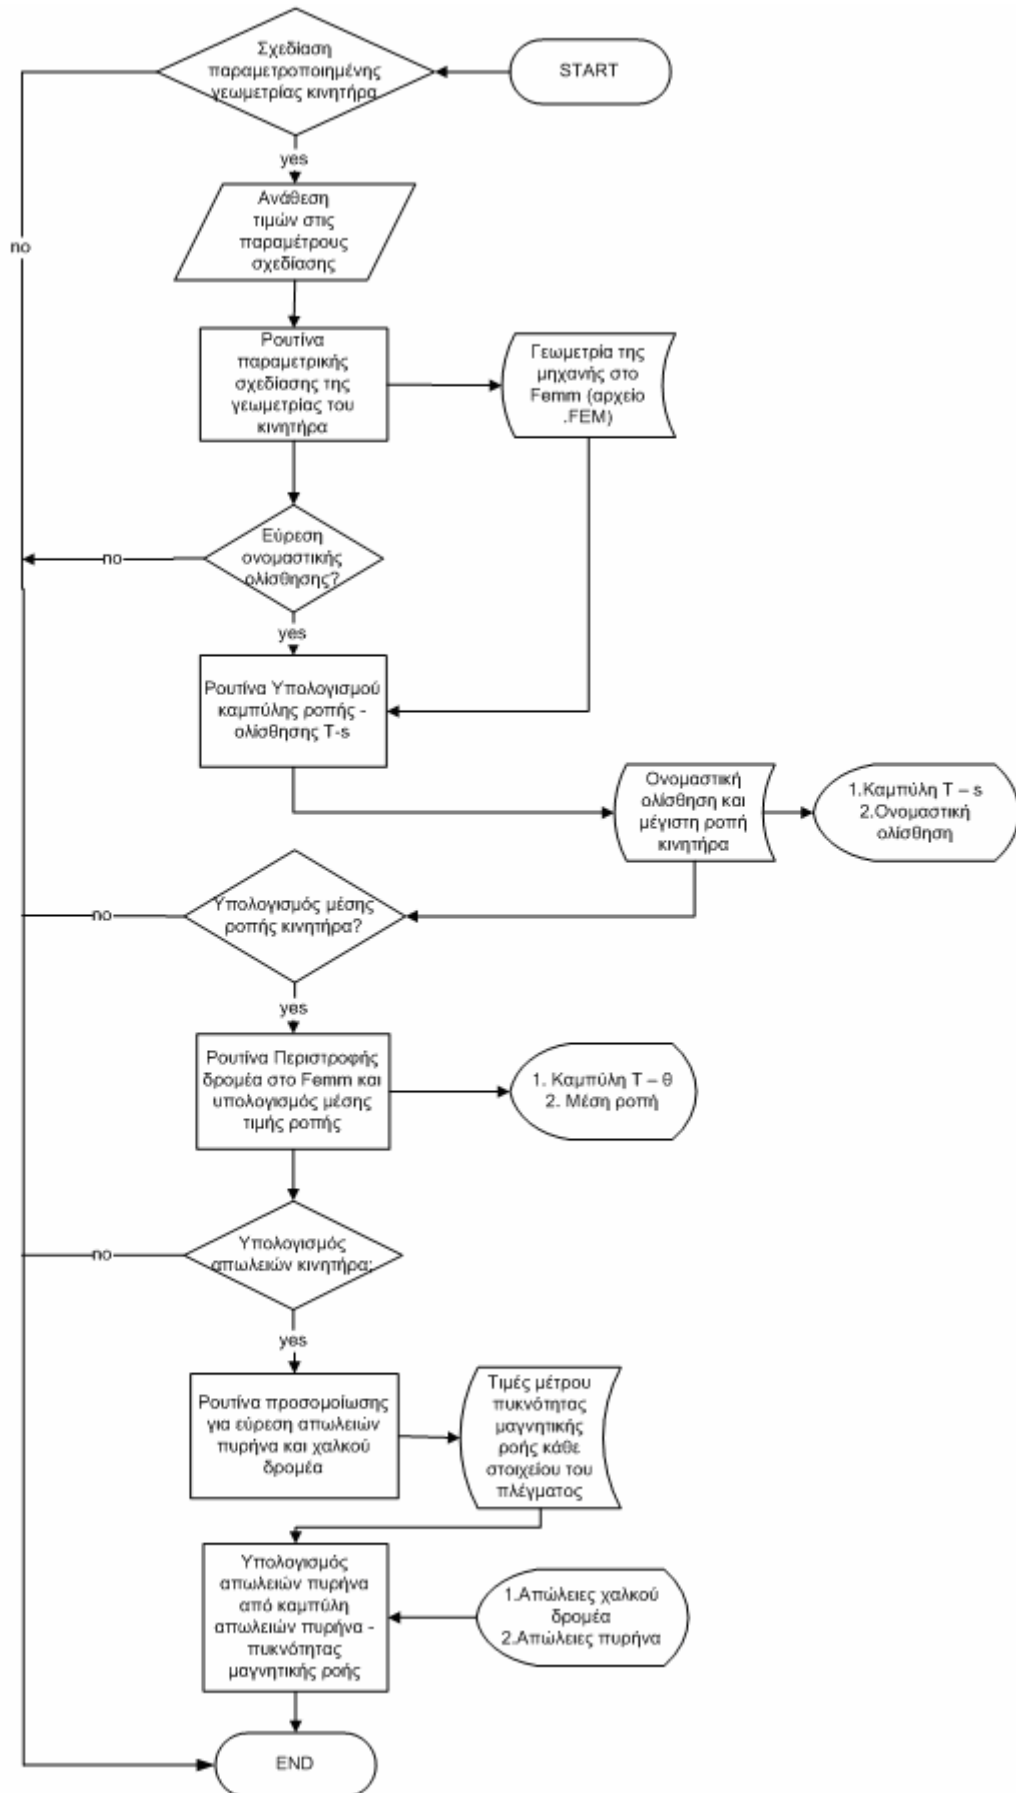 START
Σχεδίαση
παραμετροποιημένης
γεωμετρίας κινητήρα
yes
no
Ανάθεση
τιμών στις
παραμέτρους
σχεδίασης
Ρουτίνα
παραμετρικής
σχεδίασης της
γεωμετρίας του
κινητήρα
Γεωμετρία της
μηχανής στο
Femm (αρχείο
.FEM)
Εύρεση
ονομαστικής
ολίσθησης?
no
yes
Ρουτίνα Υπολογισμού
καμπύλης ροπής -
ολίσθησης T-s
Ονομαστική
ολίσθηση και
μέγιστη ροπή
κινητήρα
1.Καμπύλη T – s
2.Ονομαστική
ολίσθηση
Υπολογισμός μέσης
ροπής κινητήρα?
no
yes
Ρουτίνα Περιστροφής
δρομέα στο Femm και
υπολογισμός μέσης
τιμής ροπής
1. Καμπύλη T – θ
2. Μέση ροπή
Υπολογισμός
απωλειών κινητήρα;
no
yes
Ρουτίνα προσομοίωσης
για εύρεση απωλειών
πυρήνα και χαλκού
δρομέα
Τιμές μέτρου
πυκνότητας
μαγνητικής
ροής κάθε
στοιχείου του
πλέγματος
Υπολογισμός
απωλειών πυρήνα
από καμπύλη
απωλειών πυρήνα -
πυκνότητας
μαγνητικής ροής
1.Απώλειες χαλκού
δρομέα
2.Απώλειες πυρήνα
END